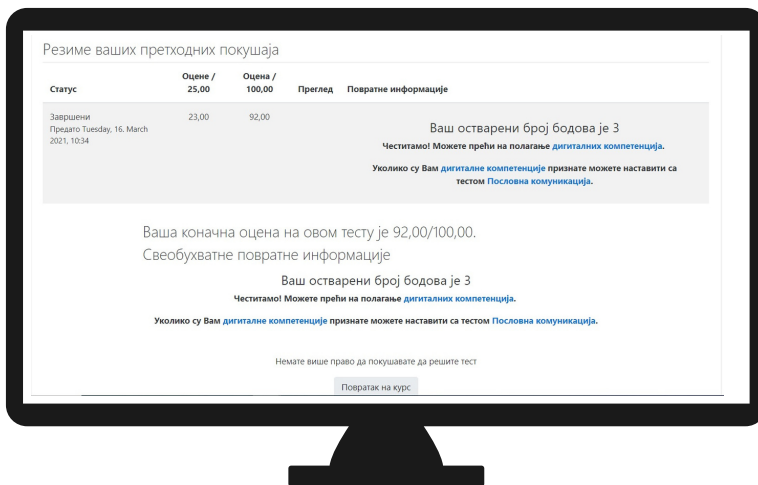 Резиме ваших претходних покушаја
Статус
Оцене /
25,00
Оцена /
100,00
Преглед
Повратне информације
Завршени
Предато Tuesday, 16. March
2021, 10:34
23,00
92,00
Ваш остварени број бодова је 3
Честитамо! Можете прећи на полагање дигиталних компетенција.
Уколико су Вам дигиталне компетенције признате можете наставити са
тестом Пословна комуникација.
Ваша коначна оцена на овом тесту је 92,00/100,00.
Свеобухватне повратне информације
Ваш остварени број бодова је 3
Честитамо! Можете прећи на полагање дигиталних компетенција.
Уколико су Вам дигиталне компетенције признате можете наставити са тестом Пословна комуникација.
Немате више право да покушавате да решите тест
Повратак на курс